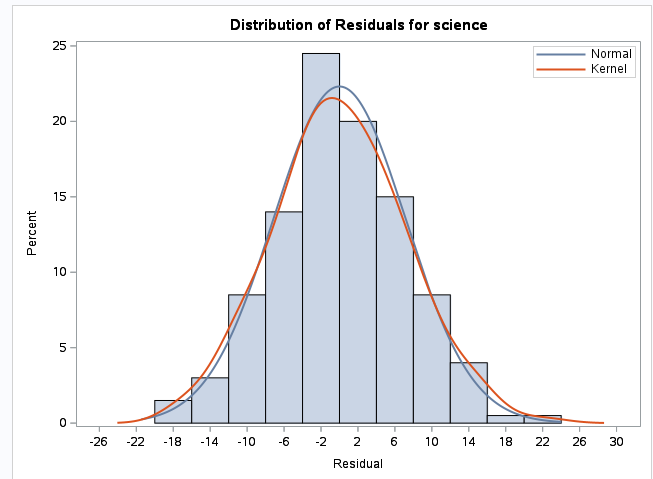 Distribution of Residuals for science
Normal
Kernel
25
20
15
10
5
0
Percent
-26 -22 -18 -14 -10 -6 -2 2 6 10 14 18 22 26 30
Residual